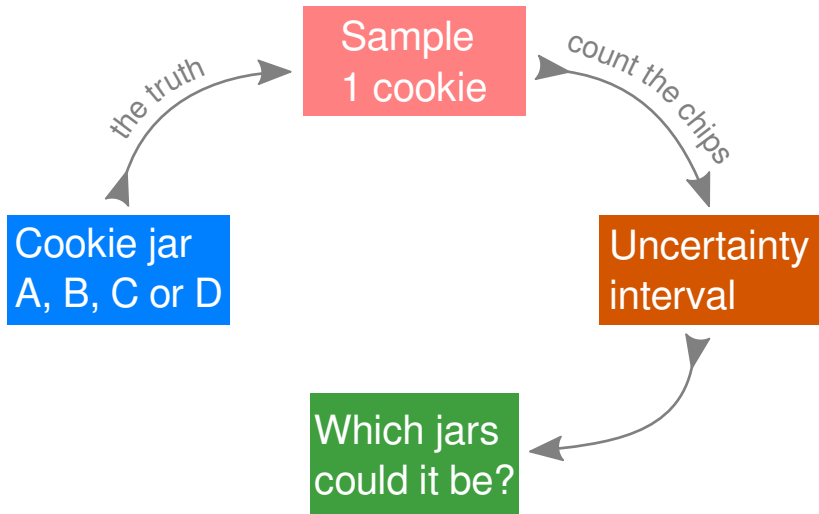 Sample
1 cookie
count the chips
the truth
Cookie jar
A, B, C or D
Uncertainty
interval
Which jars
could it be?